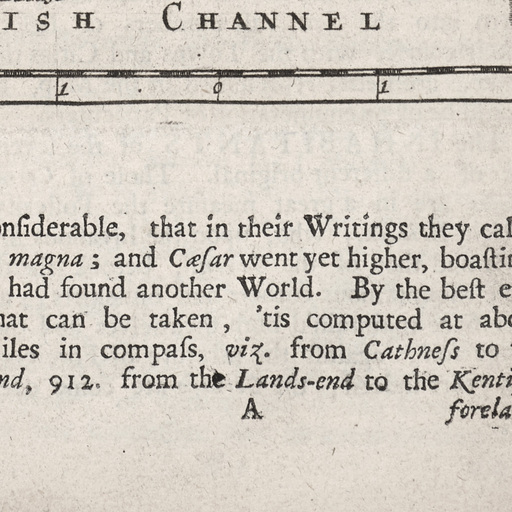 ISH CHANNEL
1 0 1
onſiderable, that in their Writings they cal
magna; and Cæſar went yet higher, boaſtin
had found another World. By the beſt e
hat can be taken, 'tis computed at abo
iles in compaſs, viz. from Cathneſs to
nd, 912. from the Lands-end to the Kenti
A forela